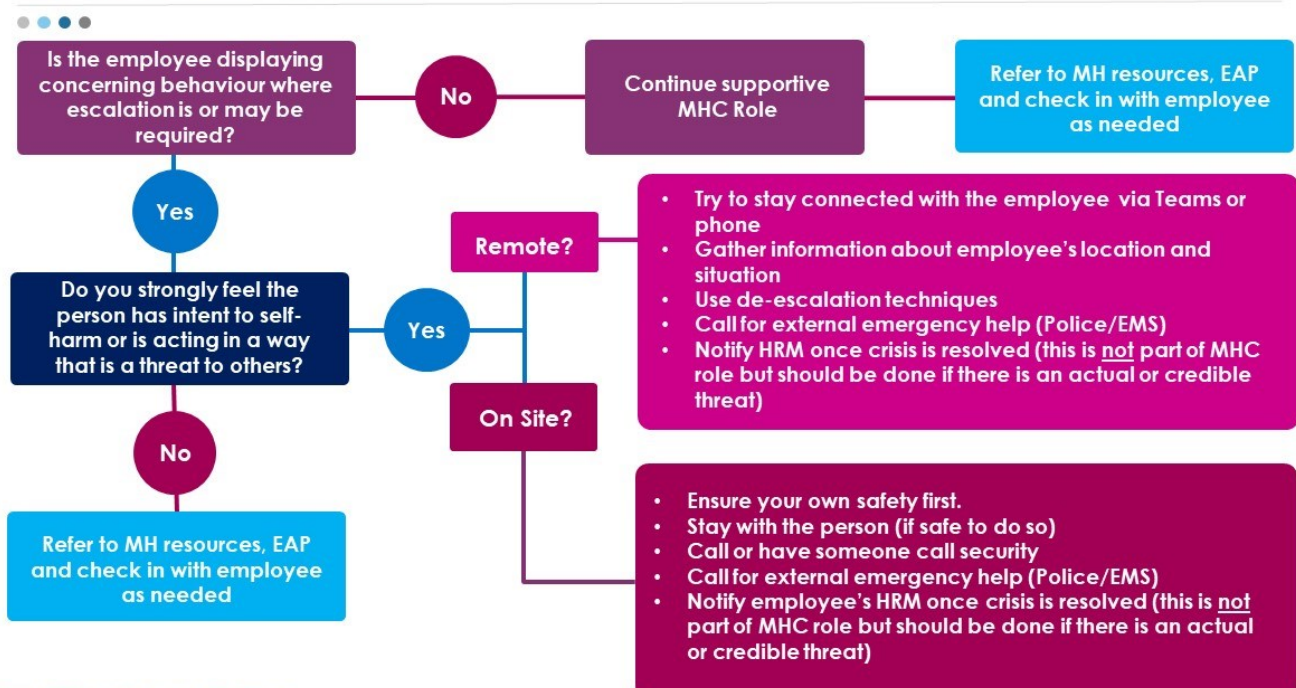 Is the employee displaying
concerning behaviour where
escalation is or may be
required?
No
Continue supportive
MHC Role
Refer to MH resources, EAP
and check in with employee
as needed
Yes
Do you strongly feel the
person has intent to self-
harm or is acting in a way
that is a threat to others?
Yes
Remote?
• Try to stay connected with the employee via Teams or
phone
• Gather information about employee's location and
situation
• Use de-escalation techniques
• Call for external emergency help (Police/EMS)
• Notify HRM once crisis is resolved (this is not part of MHC
role but should be done if there is an actual or credible
threat)
On Site?
• Ensure your own safety first.
• Stay with the person (if safe to do so)
• Call or have someone call security
• Call for external emergency help (Police/EMS)
• Notify employee's HRM once crisis is resolved (this is not
part of MHC role but should be done if there is an actual
or credible threat)
No
Refer to MH resources, EAP
and check in with employee
as needed